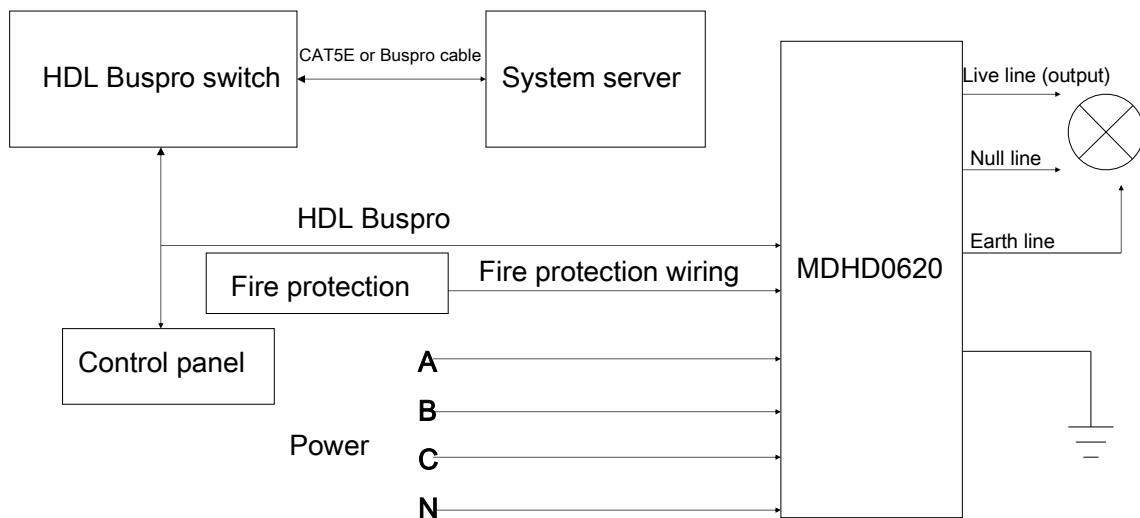 HDL Buspro switch
CAT5E or Buspro cable
System server
Live line (output)
Null line
HDL Buspro
Earth line
MDHD0620
Fire protection
Fire protection wiring
Control panel
A
B
Power
C
N